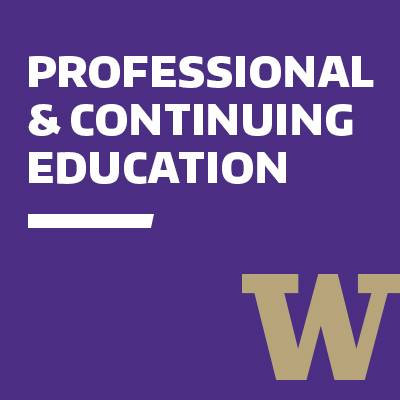 PROFESSIONAL
& CONTINUING
EDUCATION
W